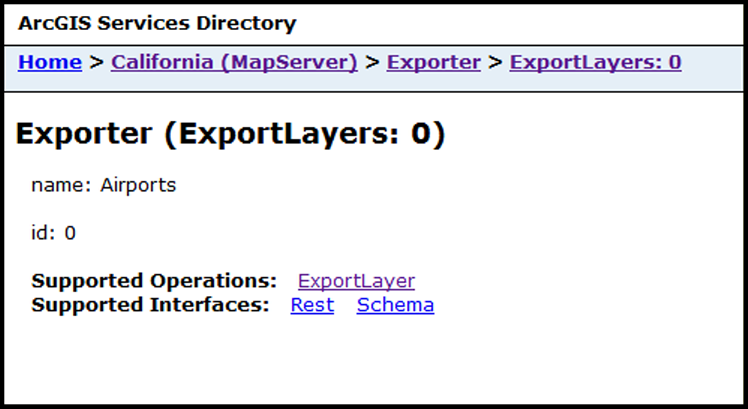 ArcGIS Services Directory
Home > California (MapServer) > Exporter > ExportLayers: 0
Exporter (ExportLayers: 0)
name: Airports
id: 0
Supported Operations: ExportLayer
Supported Interfaces: Rest Schema